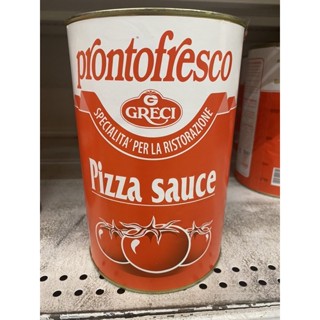 prontofresco
G
GRECI
SPECIALITA' PER LA RISTORAZIONE
Pizza sauce